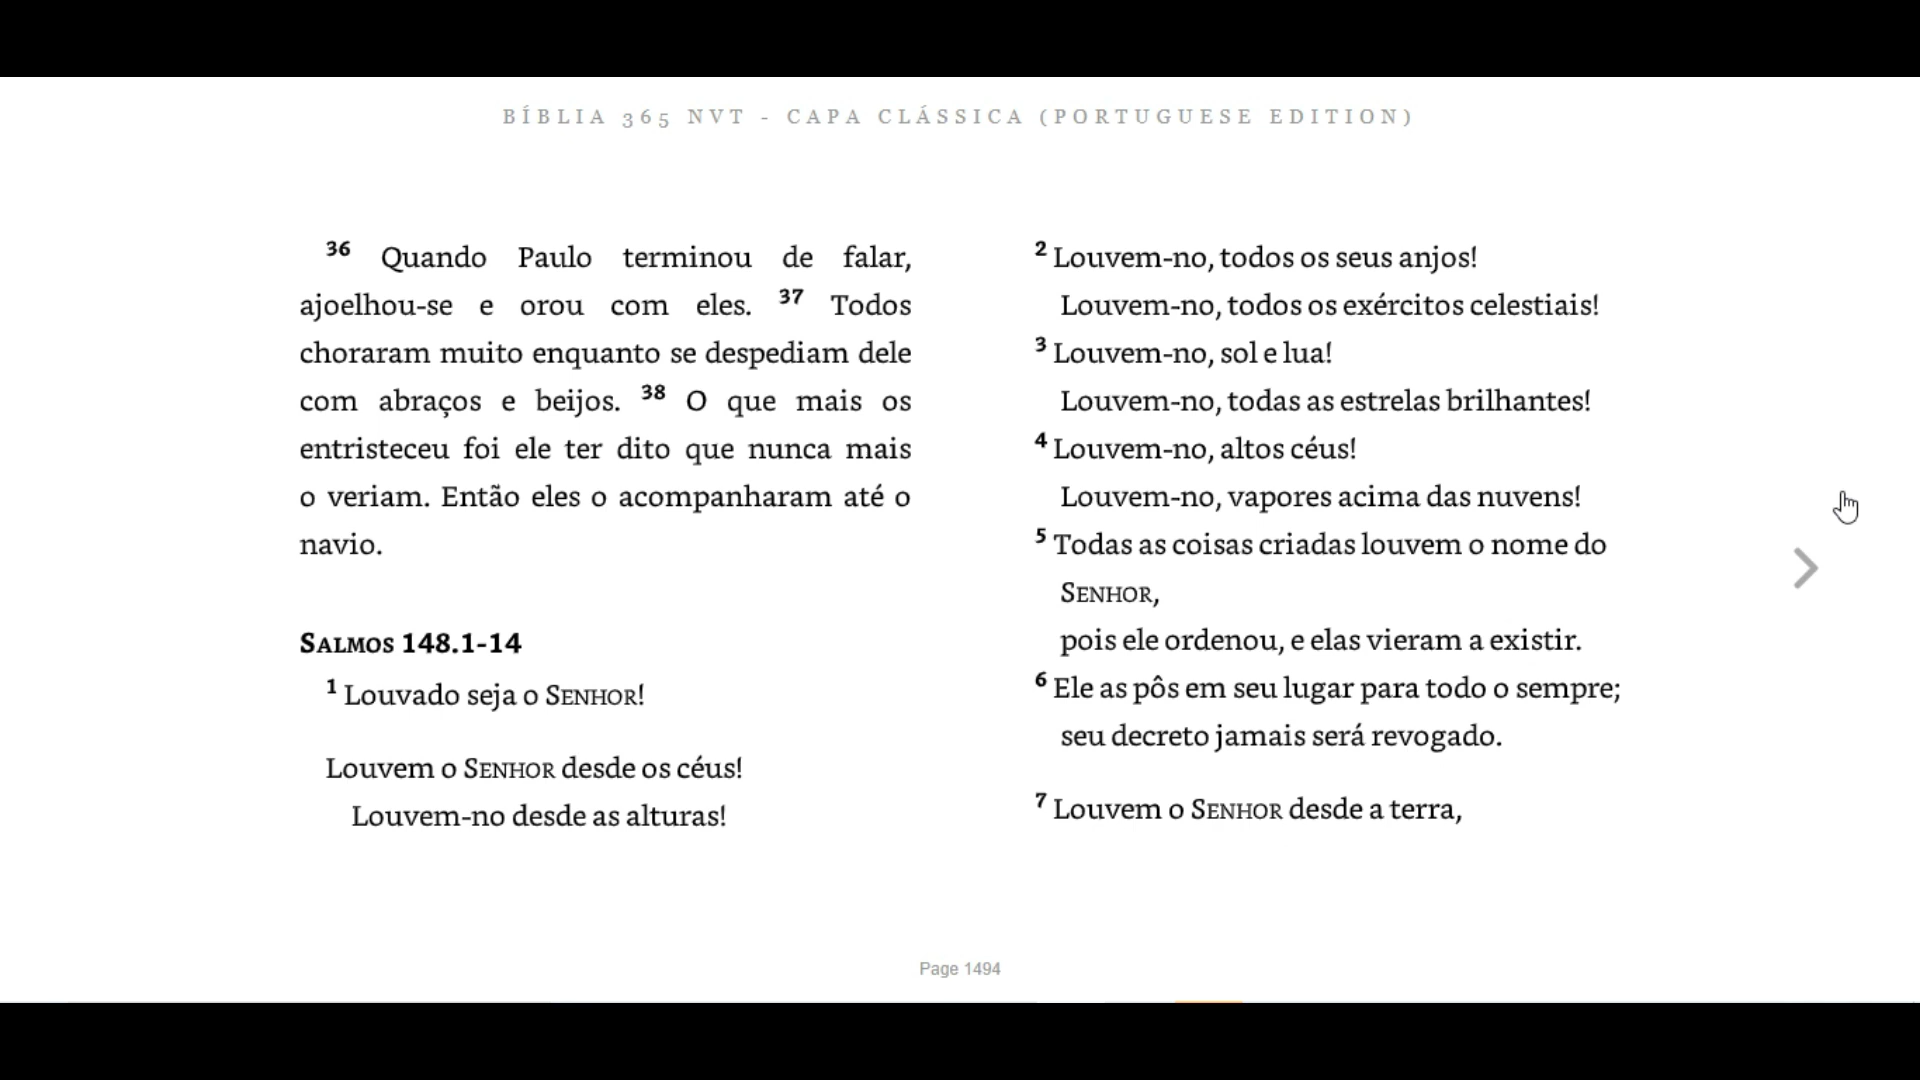 BÍBLIA 365 NVT - CAPA CLÁSSICA (PORTUGUESE EDITION)
36 Quando Paulo terminou de falar,
ajoelhou-se e orou com eles. 37 Todos
choraram muito enquanto se despediam dele
com abraços e beijos. 38 O que mais os
entristeceu foi ele ter dito que nunca mais
o veriam. Então eles o acompanharam até o
navio.
SALMOS 148.1-14
1 Louvado seja o SENHOR!
Louvem o SENHOR desde os céus!
Louvem-no desde as alturas!
2 Louvem-no, todos os seus anjos!
Louvem-no, todos os exércitos celestiais!
3 Louvem-no, sol e lua!
Louvem-no, todas as estrelas brilhantes!
4 Louvem-no, altos céus!
Louvem-no, vapores acima das nuvens!
5 Todas as coisas criadas louvem o nome do
SENHOR,
pois ele ordenou, e elas vieram a existir.
6 Ele as pôs em seu lugar para todo o sempre;
seu decreto jamais será revogado.
7 Louvem o SENHOR desde a terra,
Page 1494